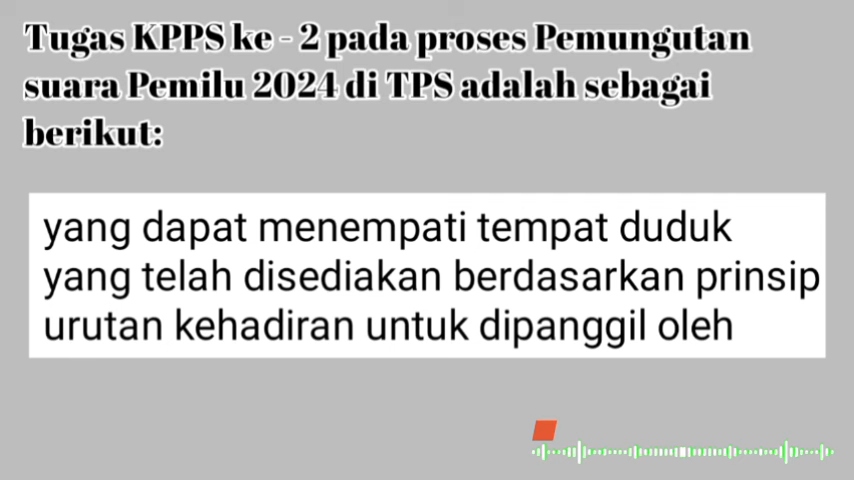 Tugas KPPS ke - 2 pada proses Pemungutan
suara Pemilu 2024 di TPS adalah sebagai
berikut:
yang dapat menempati tempat duduk
yang telah disediakan berdasarkan prinsip
urutan kehadiran untuk dipanggil oleh